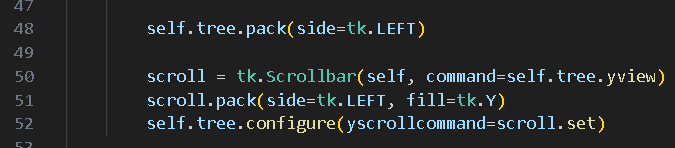 47
48 self.tree.pack(side=tk.LEFT)
49
50 scroll = tk.Scrollbar(self, command=self.tree.yview)
51 scroll.pack(side=tk.LEFT, fill=tk.Y)
52 self.tree.configure(yscrollcommand=scroll.set)
53